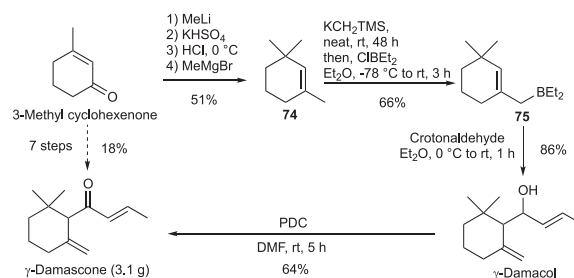 1) MeLi
2) KHSO4
3) HCl, 0 °C
4) MeMgBr
51%
KCH2TMS,
neat, rt, 48 h
then, ClBEt2
Et2O, -78 °C to rt, 3 h
66%
O
3-Methyl cyclohexenone
74
BEt2
75
7 steps
18%
Crotonaldehyde
Et2O, 0 °C to rt, 1 h
86%
O
OH
PDC
DMF, rt, 5 h
64%
γ-Damascone (3.1 g)
γ-Damacol